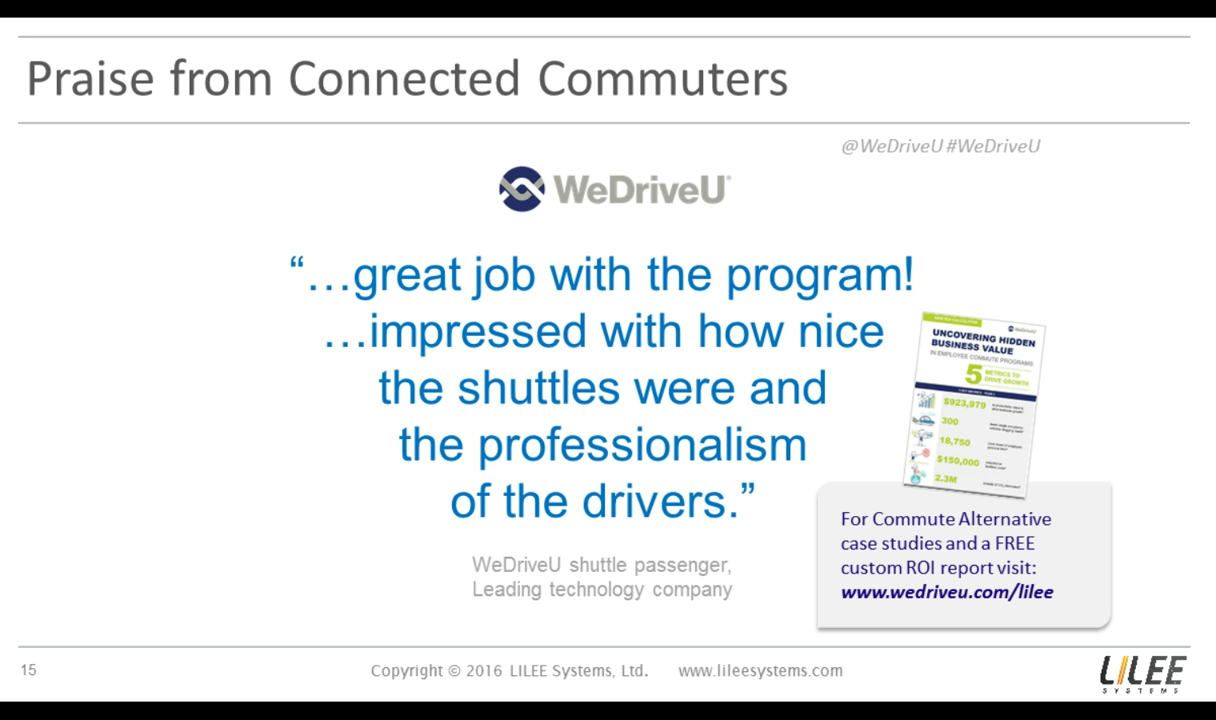 Praise from Connected Commuters
@WeDriveU #WeDriveU
WeDriveU
“…great job with the program!
…impressed with how nice
the shuttles were and
the professionalism
of the drivers.”
WeDriveU shuttle passenger,
Leading technology company
WeDriveU
UNCOVERING HIDDEN
BUSINESS VALUE
IN EMPLOYEE COMMUTE PROGRAMS
5 METRICS TO
DRIVE GROWTH
$923,979
300
18,750
$150,000
2.3M
For Commute Alternative
case studies and a FREE
custom ROI report visit:
www.wedriveu.com/lilee
15
Copyright © 2016 LILEE Systems, Ltd.
www.lileesystems.com
LILEE
SYSTEMS